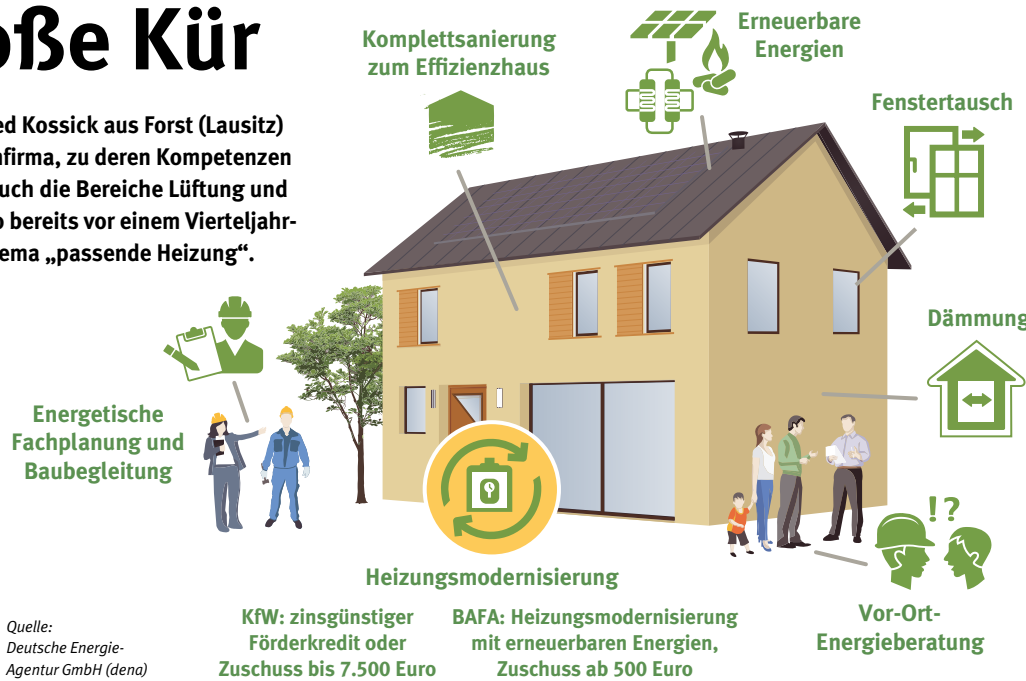 oße Kür
ed Kossick aus Forst (Lausitz)
nfirma, zu deren Kompetenzen
uch die Bereiche Lüftung und
o bereits vor einem Vierteljahr-
ema „passende Heizung“.
Komplettsanierung
zum Effizienzhaus
Erneuerbare
Energien
Fenstertausch
Dämmung
Energetische
Fachplanung und
Baubegleitung
!?
Vor-Ort-
Energieberatung
Heizungsmodernisierung
KfW: zinsgünstiger
Förderkredit oder
Zuschuss bis 7.500 Euro
BAFA: Heizungsmodernisierung
mit erneuerbaren Energien,
Zuschuss ab 500 Euro
Quelle:
Deutsche Energie-
Agentur GmbH (dena)